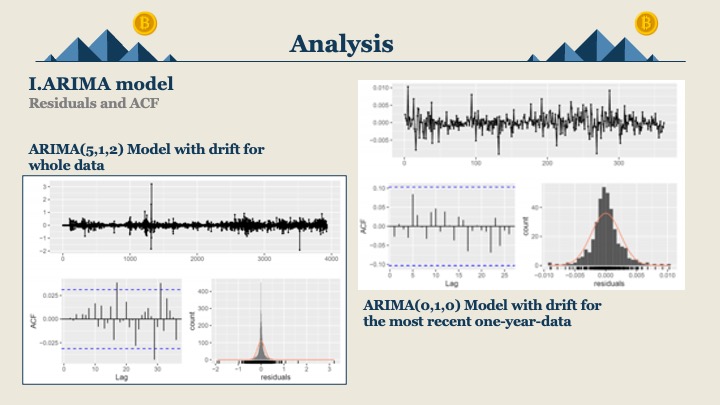 Analysis
I.ARIMA model
Residuals and ACF
ARIMA(5,1,2) Model with drift for
whole data
3
2
1
0
−1
−2
0 1000 2000 3000 4000
ACF
0.025
0.000
−0.025
0 10 20 30
Lag
count
400
300
200
100
0
−2 −1 0 1 2 3
residuals
0.010
0.005
0.000
−0.005
0 100 200 300
ACF
0.10
0.05
0.00
−0.05
−0.10
0 5 10 15 20 25
Lag
count
40
20
0
−0.010 −0.005 0.000 0.005 0.010
residuals
ARIMA(0,1,0) Model with drift for
the most recent one-year-data